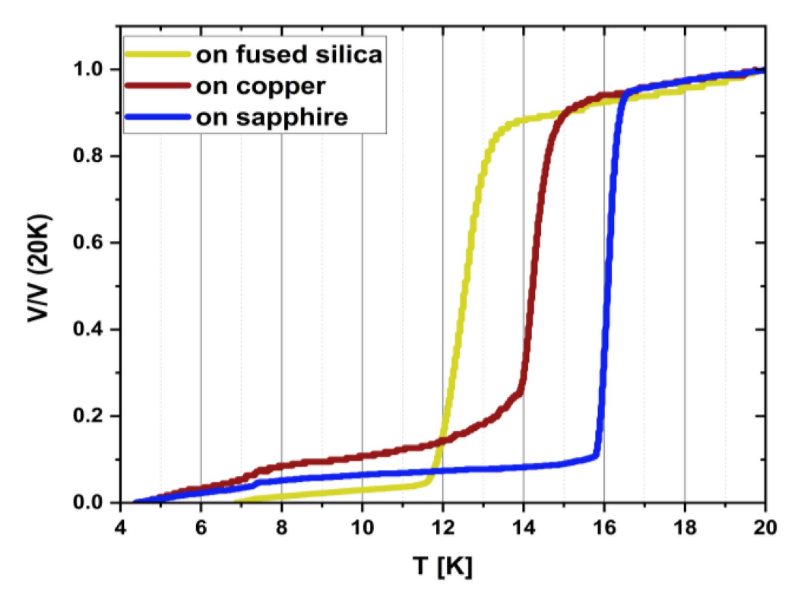 on fused silica
on copper
on sapphire
V/V (20K)
1.0
0.8
0.6
0.4
0.2
0.0
4 6 8 10 12 14 16 18 20
T [K]